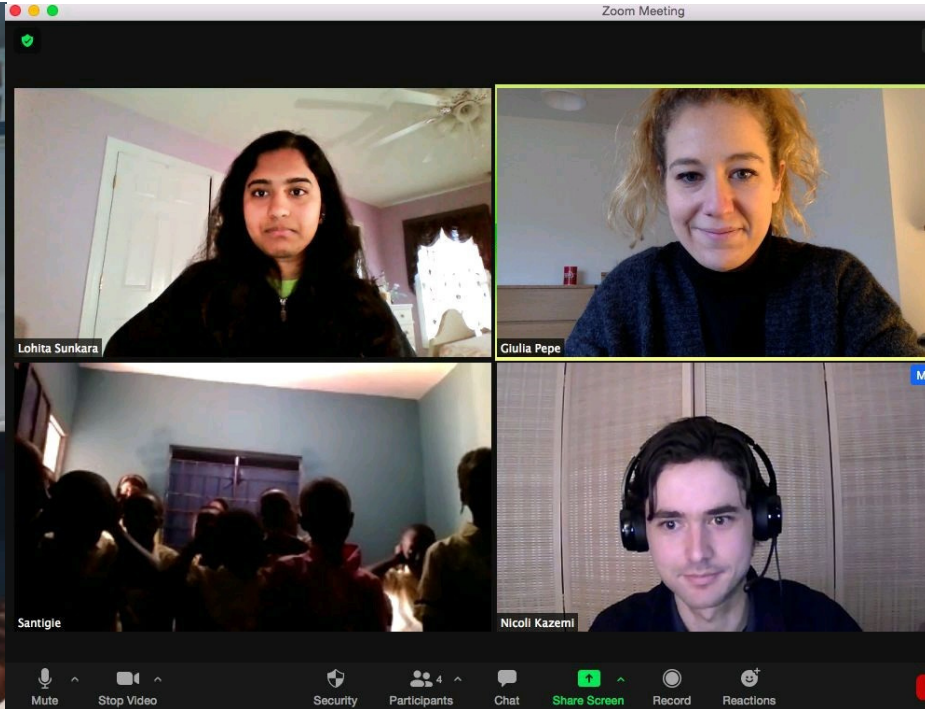 Zoom Meeting
Lohita Sunkara
Giulia Pepe
M
Santigie
Nicoli Kazemi
Mute
Stop Video
Security
4
Participants
Chat
Share Screen
Record
Reactions